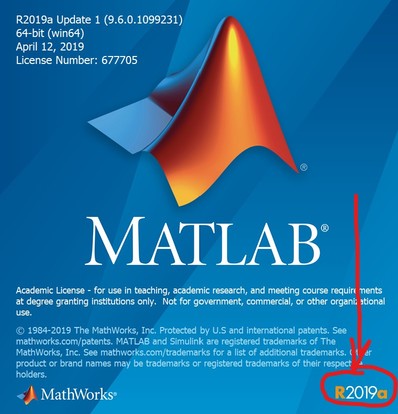 R2019a Update 1 (9.6.0.1099231)
64-bit (win64)
April 12, 2019
License Number: 677705
®
MATLAB®
Academic License - for use in teaching, academic research, and meeting course requirements
at degree granting institutions only. Not for government, commercial, or other organizational
use.
© 1984-2019 The MathWorks, Inc. Protected by U.S and international patents. See
mathworks.com/patents. MATLAB and Simulink are registered trademarks of The
MathWorks, Inc. See mathworks.com/trademarks for a list of additional trademarks. Other
product or brand names may be trademarks or registered trademarks of their respective
holders.
MathWorks®
R2019a